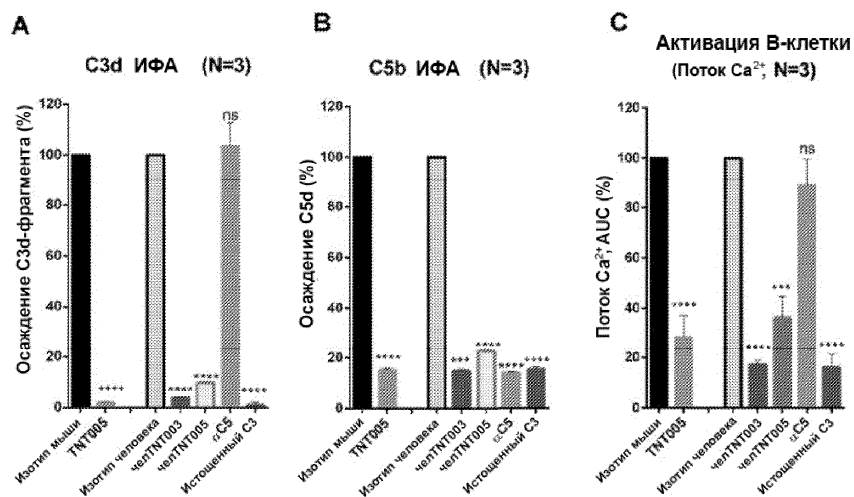 A
C3d ИФА (N=3)
Осаждение C3d-фрагмента (%)
120
100
80
60
40
20
0
++++
****
****
ns
++++
Изотип мыши
TNT005
Изотип человека
челTNT003
челTNT005
αC5
Истощенный C3
B
C5b ИФА (N=3)
Осаждение C5d (%)
120
100
80
60
40
20
0
****
***
****
****
++++
Изотип мыши
TNT005
Изотип человека
челTNT003
челTNT005
αC5
Истощенный C3
C
Активация В-клетки
(Поток Ca²⁺; N=3)
Поток Ca²⁺, AUC (%)
120
100
80
60
40
20
0
****
****
***
ns
****
Изотип мыши
TNT005
Изотип человека
челTNT003
челTNT005
αC5
Истощенный C3